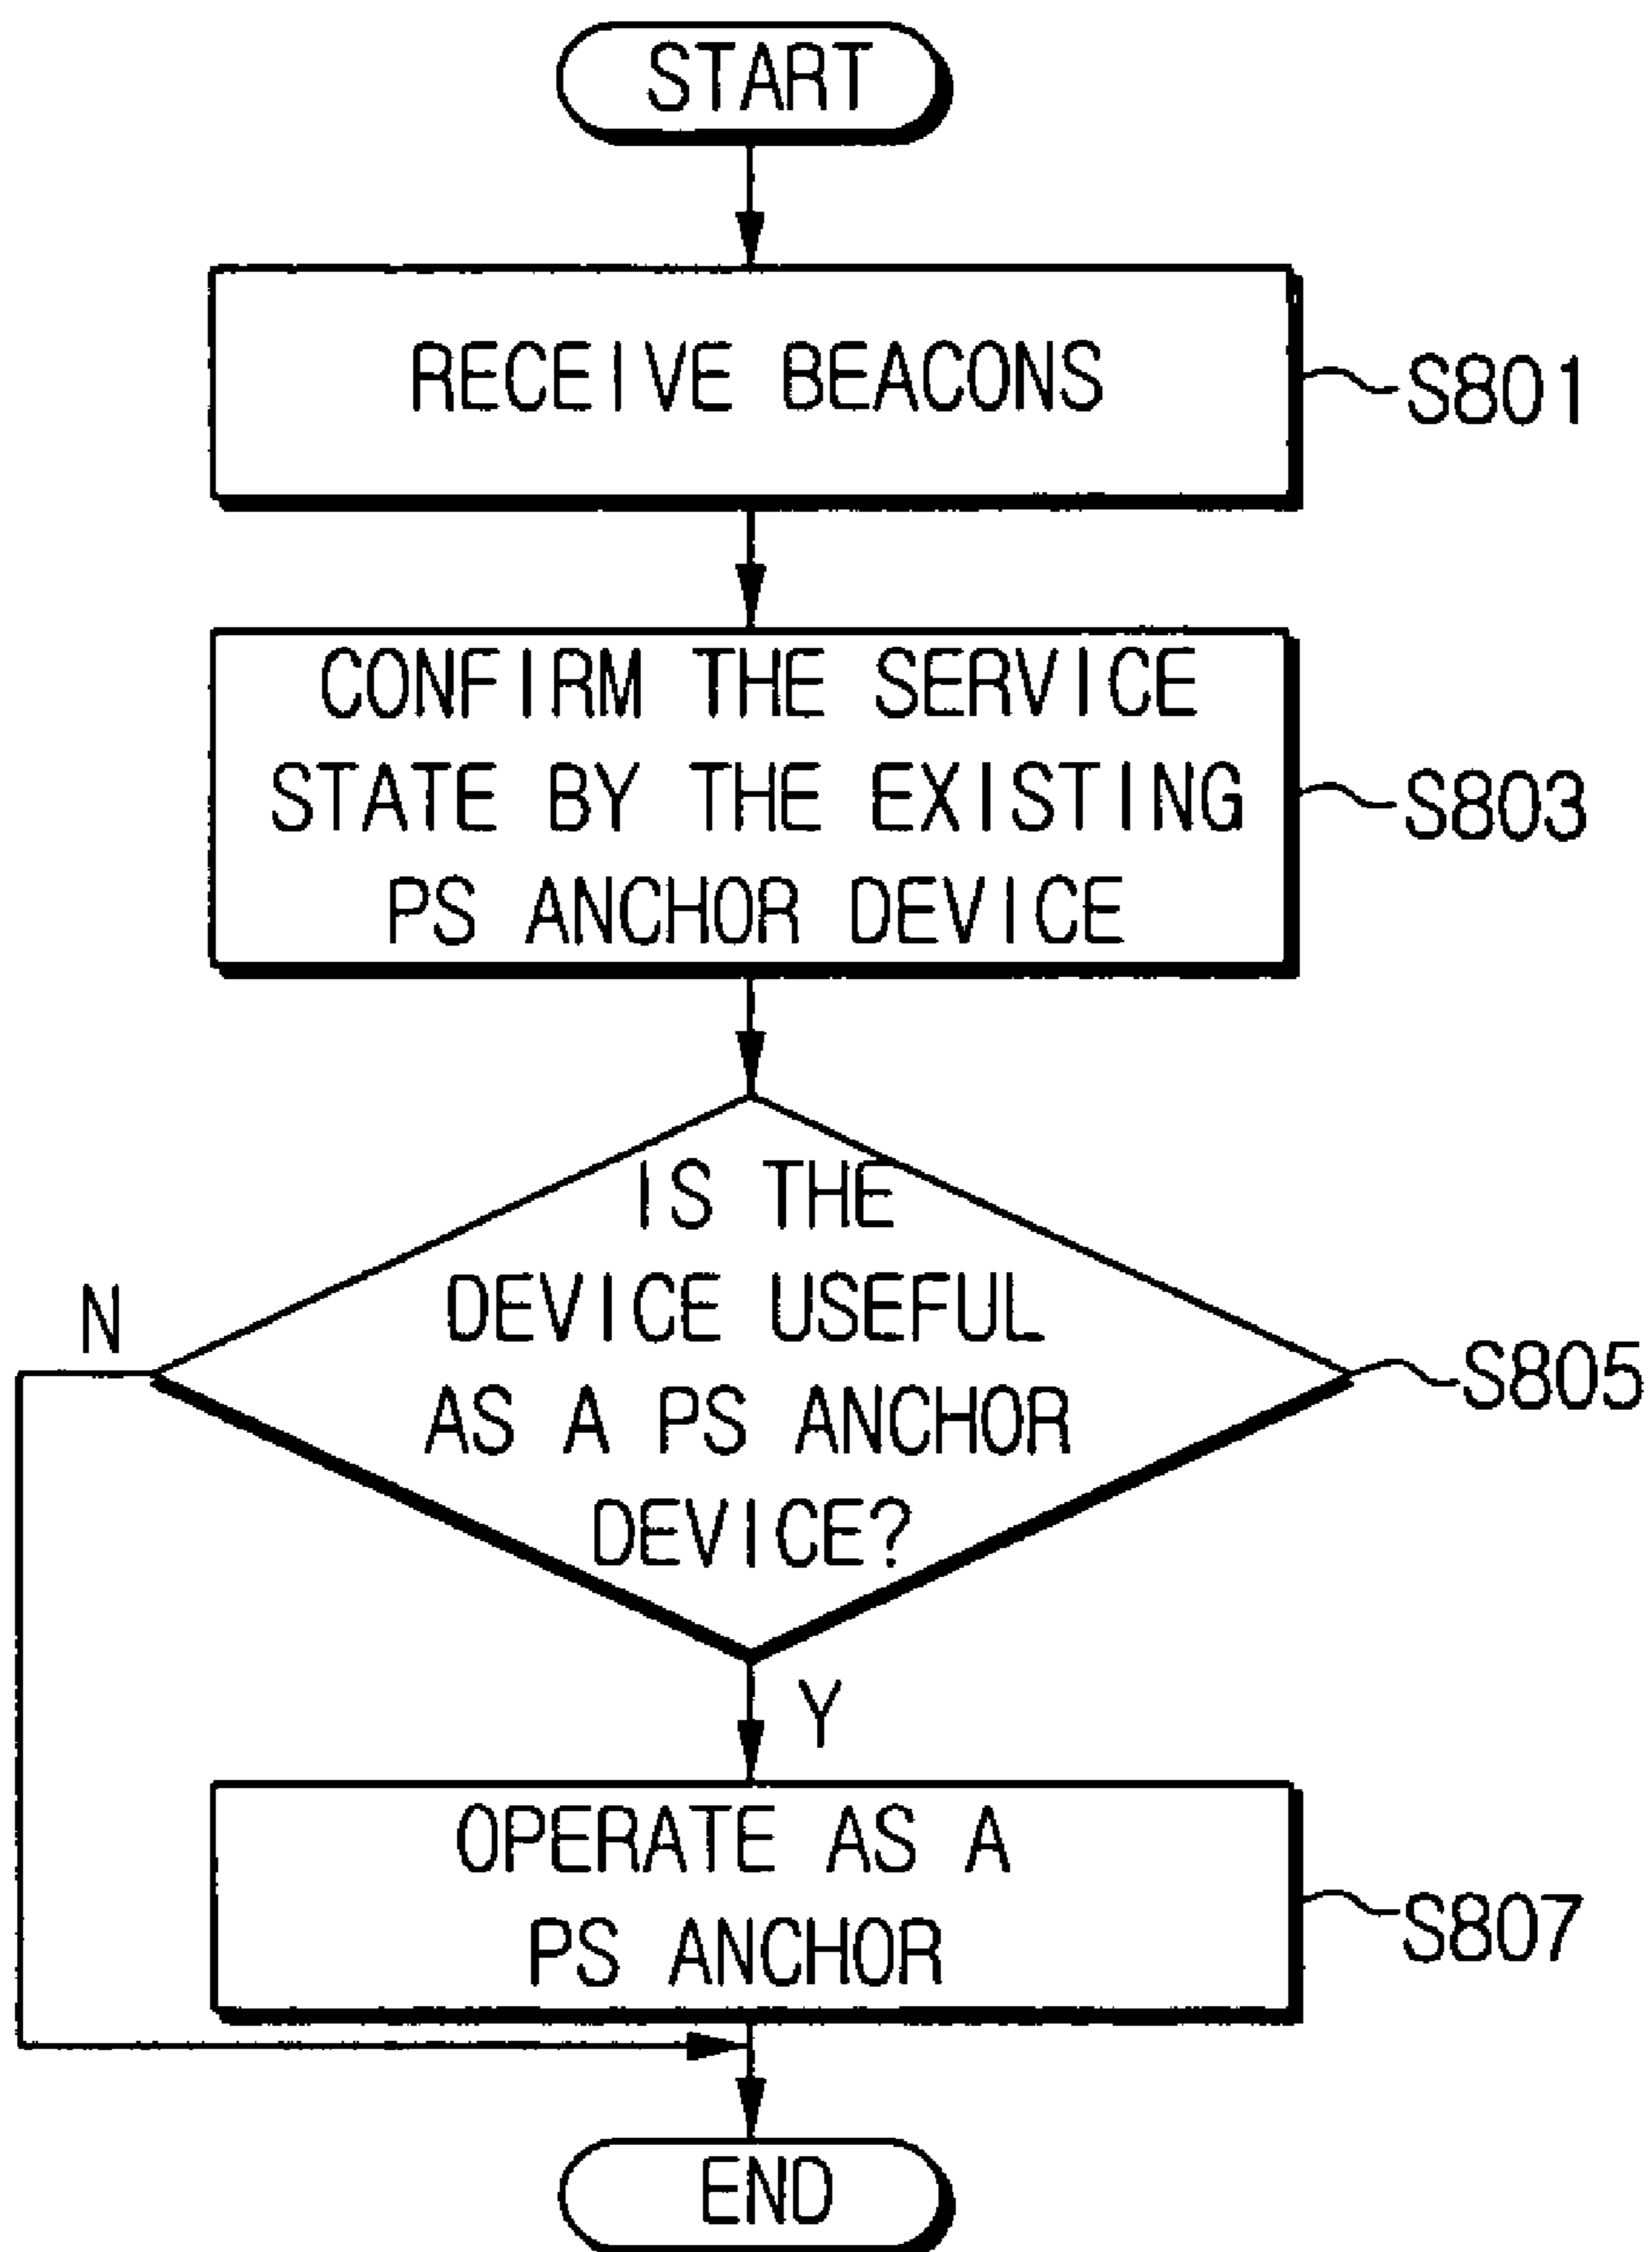 START
RECEIVE BEACONS
S801
CONFIRM THE SERVICE
STATE BY THE EXISTING
PS ANCHOR DEVICE
S803
IS THE
DEVICE USEFUL
AS A PS ANCHOR
DEVICE?
N
S805
Y
OPERATE AS A
PS ANCHOR
S807
END